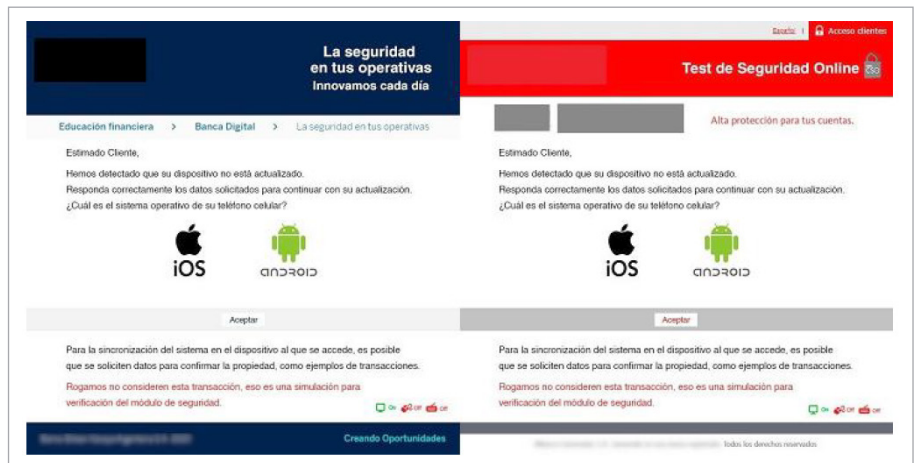 La seguridad
en tus operativas
Innovamos cada día
Educación financiera > Banca Digital > La seguridad en tus operativas
Estimado Cliente,
Hemos detectado que su dispositivo no está actualizado.
Responda correctamente los datos solicitados para continuar con su actualización.
¿Cuál es el sistema operativo de su teléfono celular?
iOS
ANDROID
Aceptar
Para la sincronización del sistema en el dispositivo al que se accede, es posible
que se soliciten datos para confirmar la propiedad, como ejemplos de transacciones.
Rogamos no consideren esta transacción, eso es una simulación para
verificación del módulo de seguridad.
On Off Off
Creando Oportunidades
España | Acceso clientes
Test de Seguridad Online
Alta protección para tus cuentas.
Estimado Cliente,
Hemos detectado que su dispositivo no está actualizado.
Responda correctamente los datos solicitados para continuar con su actualización.
¿Cuál es el sistema operativo de su teléfono celular?
iOS
ANDROID
Aceptar
Para la sincronización del sistema en el dispositivo al que se accede, es posible
que se soliciten datos para confirmar la propiedad, como ejemplos de transacciones.
Rogamos no consideren esta transacción, eso es una simulación para
verificación del módulo de seguridad.
On Off Off
todos los derechos reservados